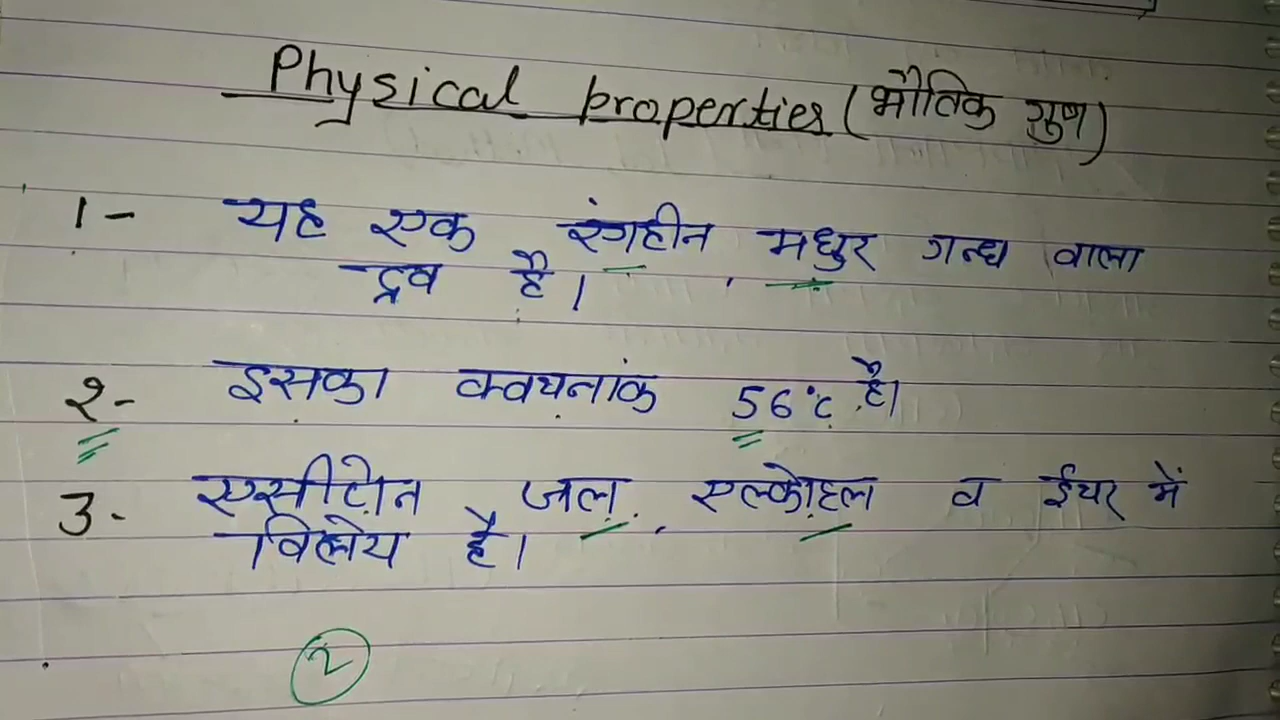 Physical properties (भौतिक गुण)
1- यह एक रंगहीन मधुर गन्ध वाला
द्रव है।
२- इसका क्वथनांक 56°C है।
3- एसीटोन जल, एल्कोहल व ईथर में
विलेय है।
2